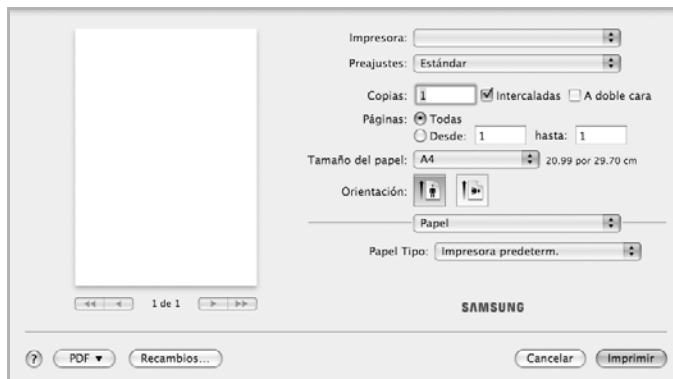 Impresora:
Preajustes: Estándar
Copias: 1 Intercaladas A doble cara
Páginas: Todas
Desde: 1 hasta: 1
Tamaño del papel: A4 20.99 por 29.70 cm
Orientación:
Papel
Papel Tipo: Impresora predeterm.
1 de 1
SAMSUNG
? PDF Recambios... Cancelar Imprimir